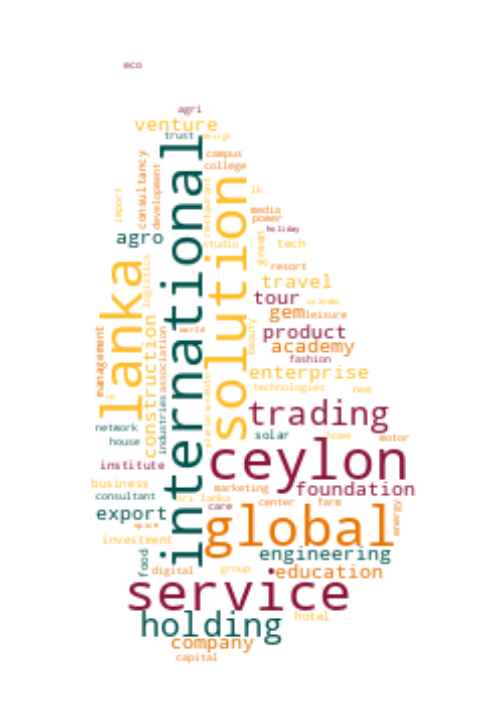 eco
agri
venture
trust
design
campus
college
consultancy
development
import
restaurant
international
solution
lk
media
power
holiday
agro
studio
green
tech
lanka
logistics
resort
travel
tour
gem
leisure
product
world
beauty
academy
fashion
management
construction
association
enterprise
technologies
new
industries
trading
network
solar
home
motor
house
ceylon
institute
business
marketing
foundation
consultant
sri lanka
care
center
farm
export
global
energy
spice
investment
engineering
food
digital
group
education
service
hotel
holding
company
capital